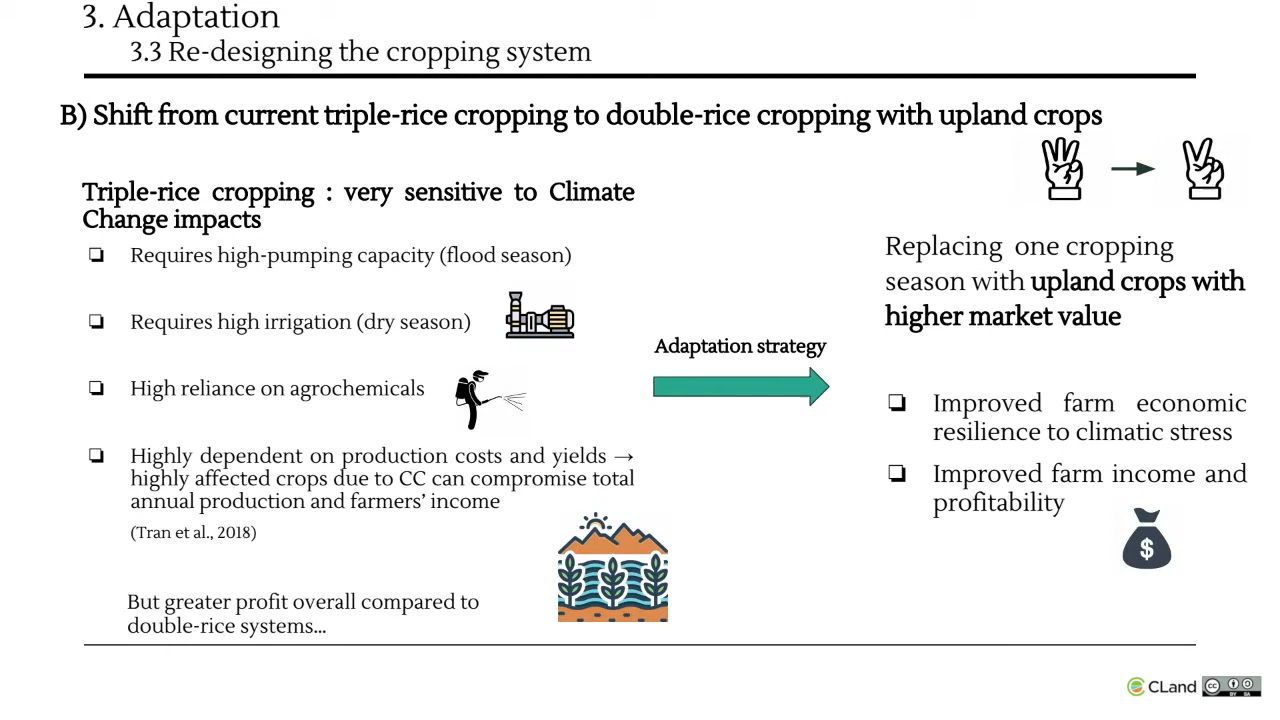 3. Adaptation
3.3 Re-designing the cropping system
B) Shift from current triple-rice cropping to double-rice cropping with upland crops
Triple-rice cropping : very sensitive to Climate
Change impacts
❏ Requires high-pumping capacity (flood season)
❏ Requires high irrigation (dry season)
❏ High reliance on agrochemicals
❏ Highly dependent on production costs and yields →
highly affected crops due to CC can compromise total
annual production and farmers’ income
(Tran et al., 2018)
But greater profit overall compared to
double-rice systems...
Adaptation strategy
Replacing one cropping
season with upland crops with
higher market value
❏ Improved farm economic
resilience to climatic stress
❏ Improved farm income and
profitability
$
CLand
cc
BY SA